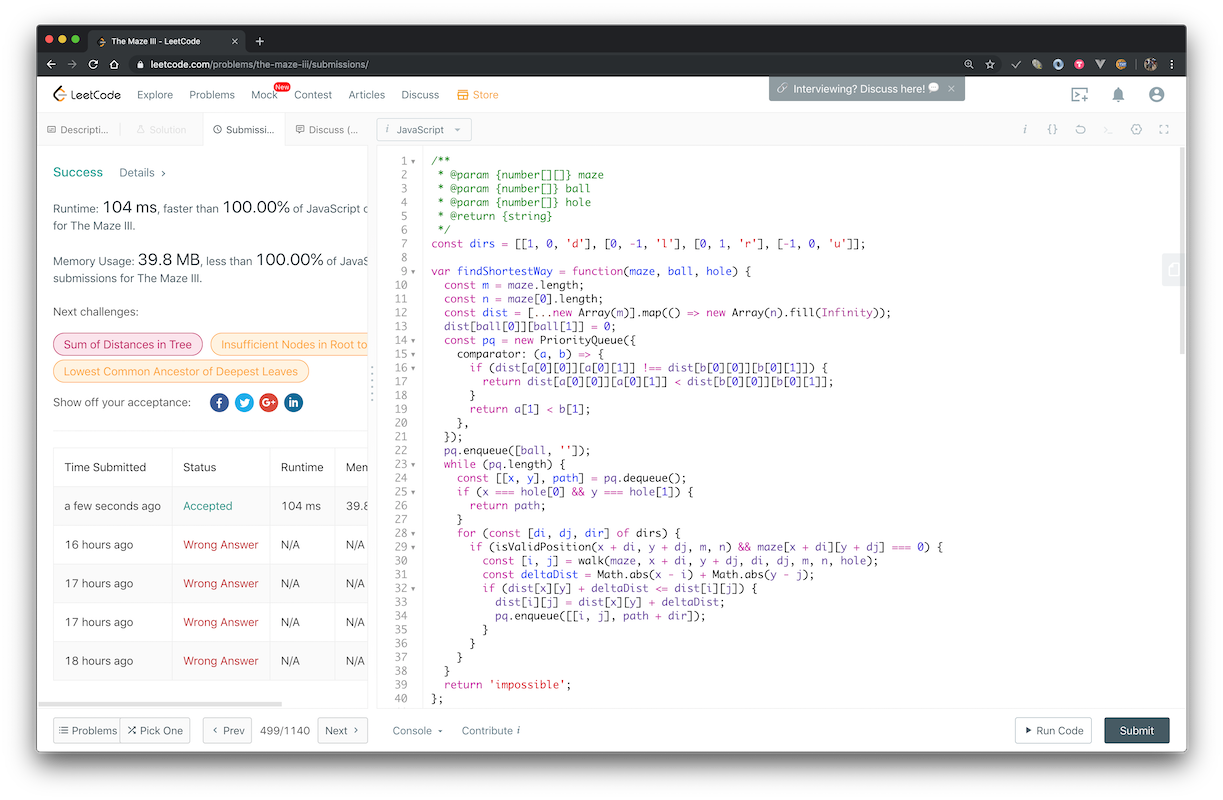 The Maze III - LeetCode
leetcode.com/problems/the-maze-iii/submissions/
LeetCode Explore Problems Mock New Contest Articles Discuss Store
Interviewing? Discuss here!
Descripti... Solution Submissi... Discuss (...
i JavaScript
Success Details
Runtime: 104 ms, faster than 100.00% of JavaScript
for The Maze III.
Memory Usage: 39.8 MB, less than 100.00% of JavaS
submissions for The Maze III.
Next challenges:
Sum of Distances in Tree Insufficient Nodes in Root to
Lowest Common Ancestor of Deepest Leaves
Show off your acceptance:
Time Submitted Status Runtime Mem
a few seconds ago Accepted 104 ms 39.8
16 hours ago Wrong Answer N/A N/A
17 hours ago Wrong Answer N/A N/A
17 hours ago Wrong Answer N/A N/A
18 hours ago Wrong Answer N/A N/A
1 /**
2 * @param {number[][]} maze
3 * @param {number[]} ball
4 * @param {number[]} hole
5 * @return {string}
6 */
7 const dirs = [[1, 0, 'd'], [0, -1, 'l'], [0, 1, 'r'], [-1, 0, 'u']];
8
9 var findShortestWay = function(maze, ball, hole) {
10 const m = maze.length;
11 const n = maze[0].length;
12 const dist = [...new Array(m)].map(() => new Array(n).fill(Infinity));
13 dist[ball[0]][ball[1]] = 0;
14 const pq = new PriorityQueue({
15 comparator: (a, b) => {
16 if (dist[a[0][0]][a[0][1]] !== dist[b[0][0]][b[0][1]]) {
17 return dist[a[0][0]][a[0][1]] < dist[b[0][0]][b[0][1]];
18 }
19 return a[1] < b[1];
20 },
21 });
22 pq.enqueue([ball, '']);
23 while (pq.length) {
24 const [[x, y], path] = pq.dequeue();
25 if (x === hole[0] && y === hole[1]) {
26 return path;
27 }
28 for (const [di, dj, dir] of dirs) {
29 if (isValidPosition(x + di, y + dj, m, n) && maze[x + di][y + dj] === 0) {
30 const [i, j] = walk(maze, x + di, y + dj, di, dj, m, n, hole);
31 const deltaDist = Math.abs(x - i) + Math.abs(y - j);
32 if (dist[x][y] + deltaDist <= dist[i][j]) {
33 dist[i][j] = dist[x][y] + deltaDist;
34 pq.enqueue([[i, j], path + dir]);
35 }
36 }
37 }
38 }
39 return 'impossible';
40 };
Problems Pick One Prev 499/1140 Next Console Contribute i Run Code Submit